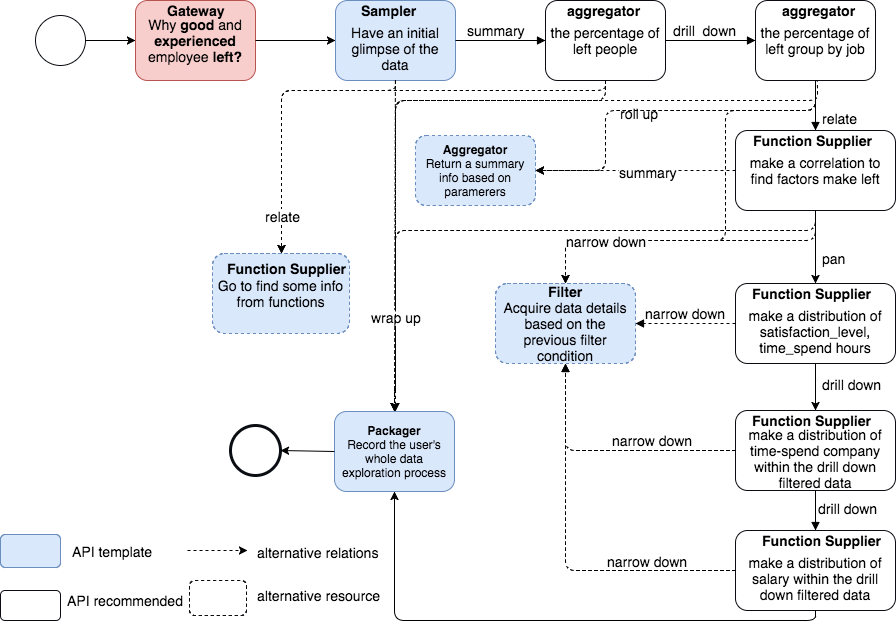 Gateway
Why good and
experienced
employee left?
Sampler
Have an initial
glimpse of the
data
summary
aggregator
the percentage of
left people
drill down
aggregator
the percentage of
left group by job
relate
roll up
Function Supplier
make a correlation to
find factors make left
Aggregator
Return a summary
info based on
paramerers
summary
relate
narrow down
pan
Function Supplier
Go to find some info
from functions
Filter
Acquire data details
based on the
previous filter
condition
narrow down
Function Supplier
make a distribution of
satisfaction_level,
time_spend hours
wrap up
drill down
Packager
Record the user's
whole data
exploration process
narrow down
Function Supplier
make a distribution of
time-spend company
within the drill down
filtered data
drill down
narrow down
Function Supplier
make a distribution of
salary within the drill
down filtered data
API template
alternative relations
API recommended
alternative resource